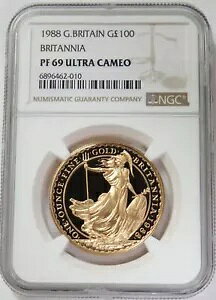 1988 G.BRITAIN G£100
BRITANNIA
PF 69 ULTRA CAMEO
6896462-010
NUMISMATIC GUARANTY COMPANY
NGC
ONE OUNCE FINE GOLD BRITANNIA 1988